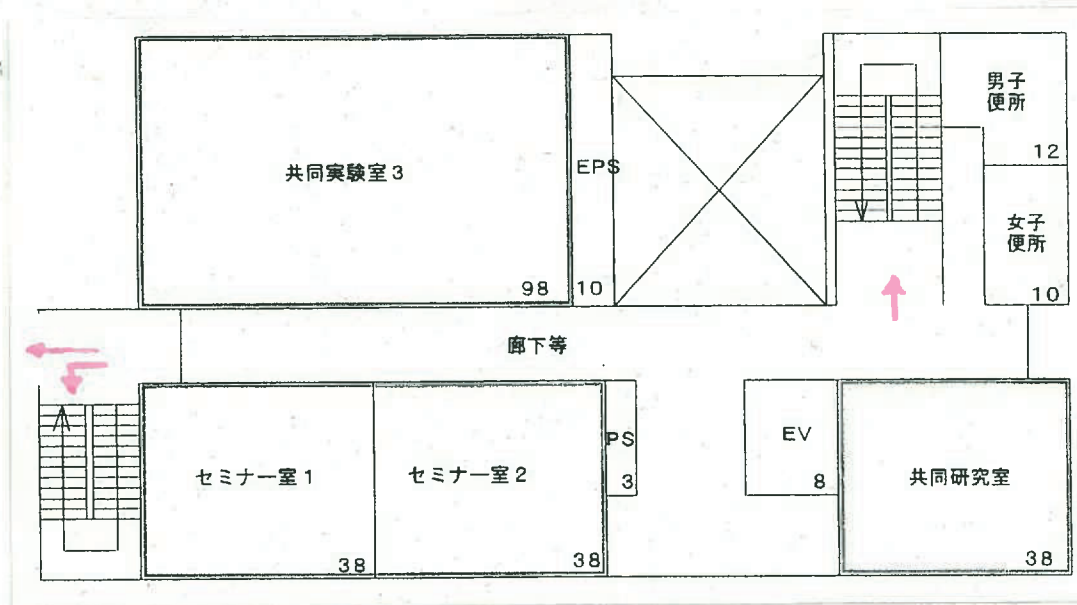 共同実験室3
98
EPS
10
男子
便所
12
女子
便所
10
廊下等
セミナー室1
38
セミナー室2
38
PS
3
EV
8
共同研究室
38